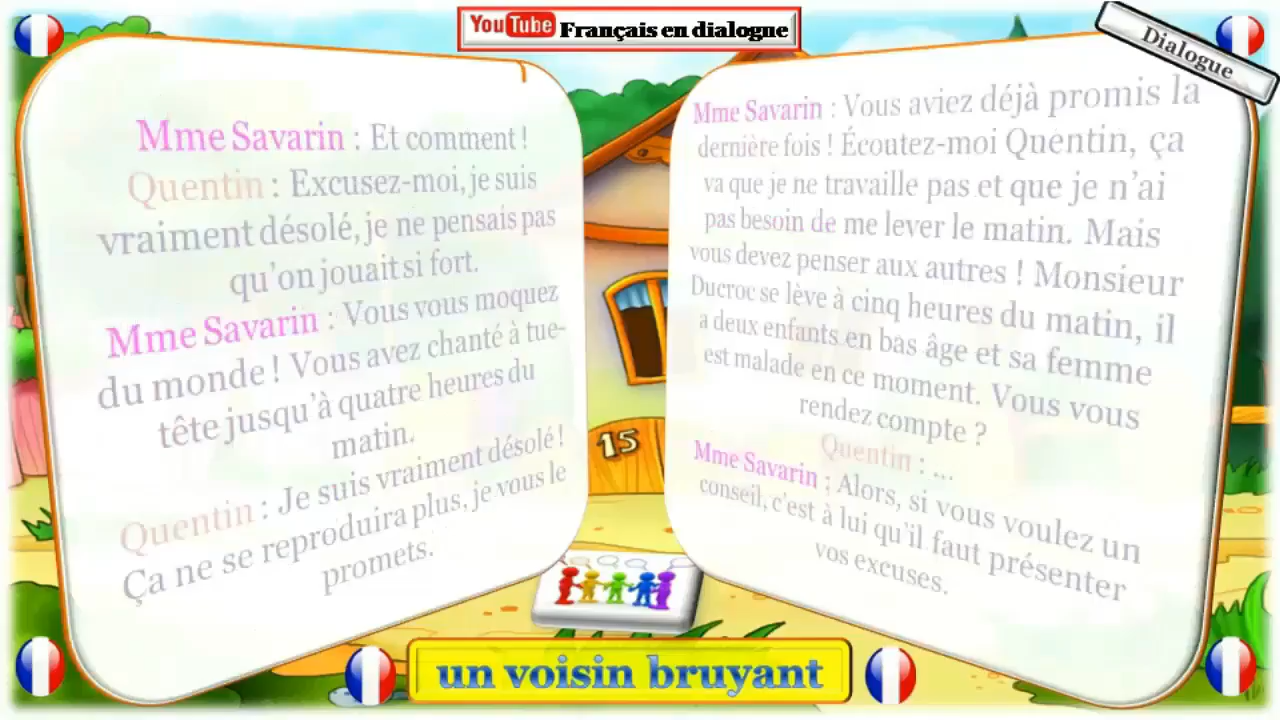 YouTube Français en dialogue
Dialogue
Mme Savarin : Et comment !
Quentin : Excusez-moi, je suis
vraiment désolé, je ne pensais pas
qu'on jouait si fort.
Mme Savarin : Vous vous moquez
du monde ! Vous avez chanté à tue-
tête jusqu'à quatre heures du
matin.
Quentin : Je suis vraiment désolé !
Ça ne se reproduira plus, je vous le
promets.
Mme Savarin : Vous aviez déjà promis la
dernière fois ! Écoutez-moi Quentin, ça
va que je ne travaille pas et que je n'ai
pas besoin de me lever le matin. Mais
vous devez penser aux autres ! Monsieur
Ducroc se lève à cinq heures du matin, il
a deux enfants en bas âge et sa femme
est malade en ce moment. Vous vous
rendez compte ?
Quentin : ...
Mme Savarin : Alors, si vous voulez un
conseil, c'est à lui qu'il faut présenter
vos excuses.
15
un voisin bruyant